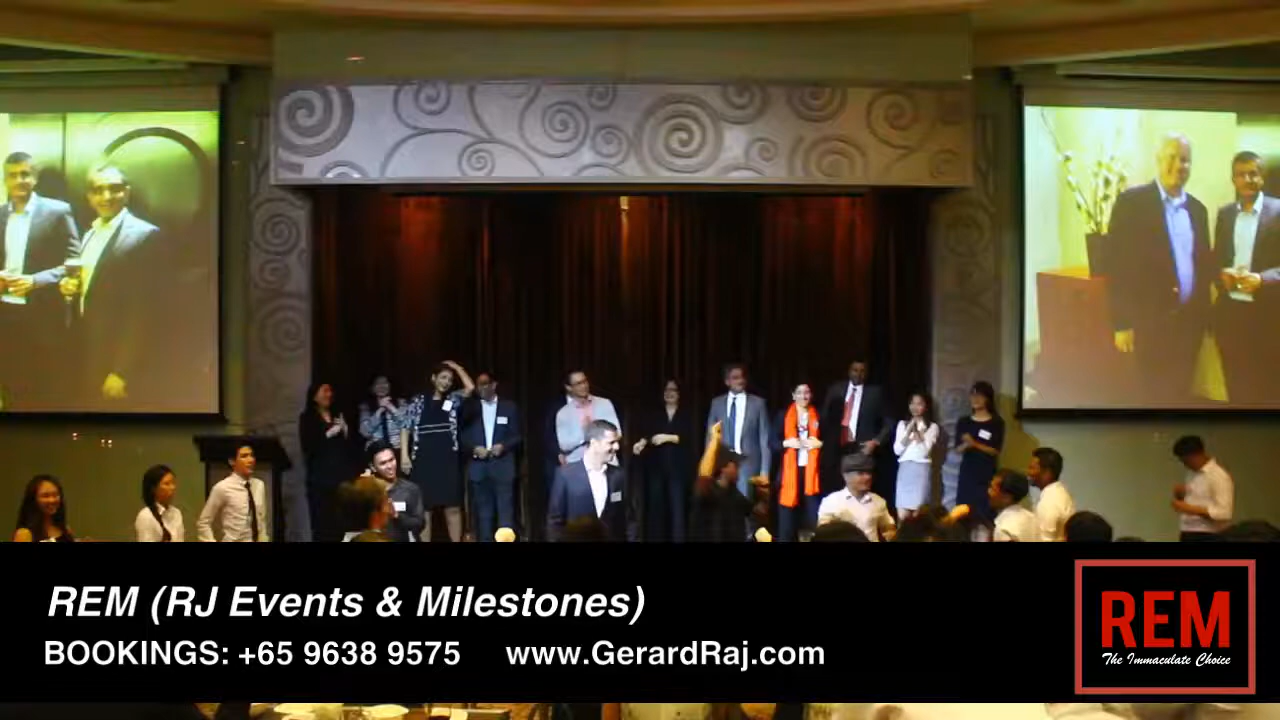 REM (RJ Events & Milestones)
BOOKINGS: +65 9638 9575 www.GerardRaj.com
REM
The Immaculate Choice